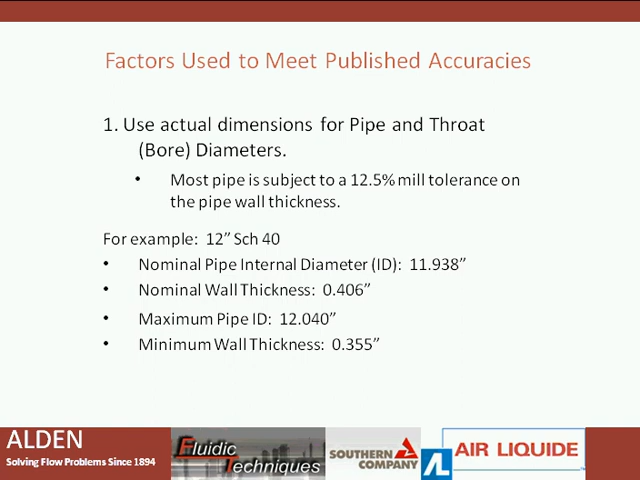 Factors Used to Meet Published Accuracies
1. Use actual dimensions for Pipe and Throat
(Bore) Diameters.
• Most pipe is subject to a 12.5% mill tolerance on
the pipe wall thickness.
For example: 12” Sch 40
• Nominal Pipe Internal Diameter (ID): 11.938”
• Nominal Wall Thickness: 0.406”
• Maximum Pipe ID: 12.040”
• Minimum Wall Thickness: 0.355”
ALDEN
Solving Flow Problems Since 1894
Fluidic
Techniques
SOUTHERN
COMPANY
AL
AIR LIQUIDE